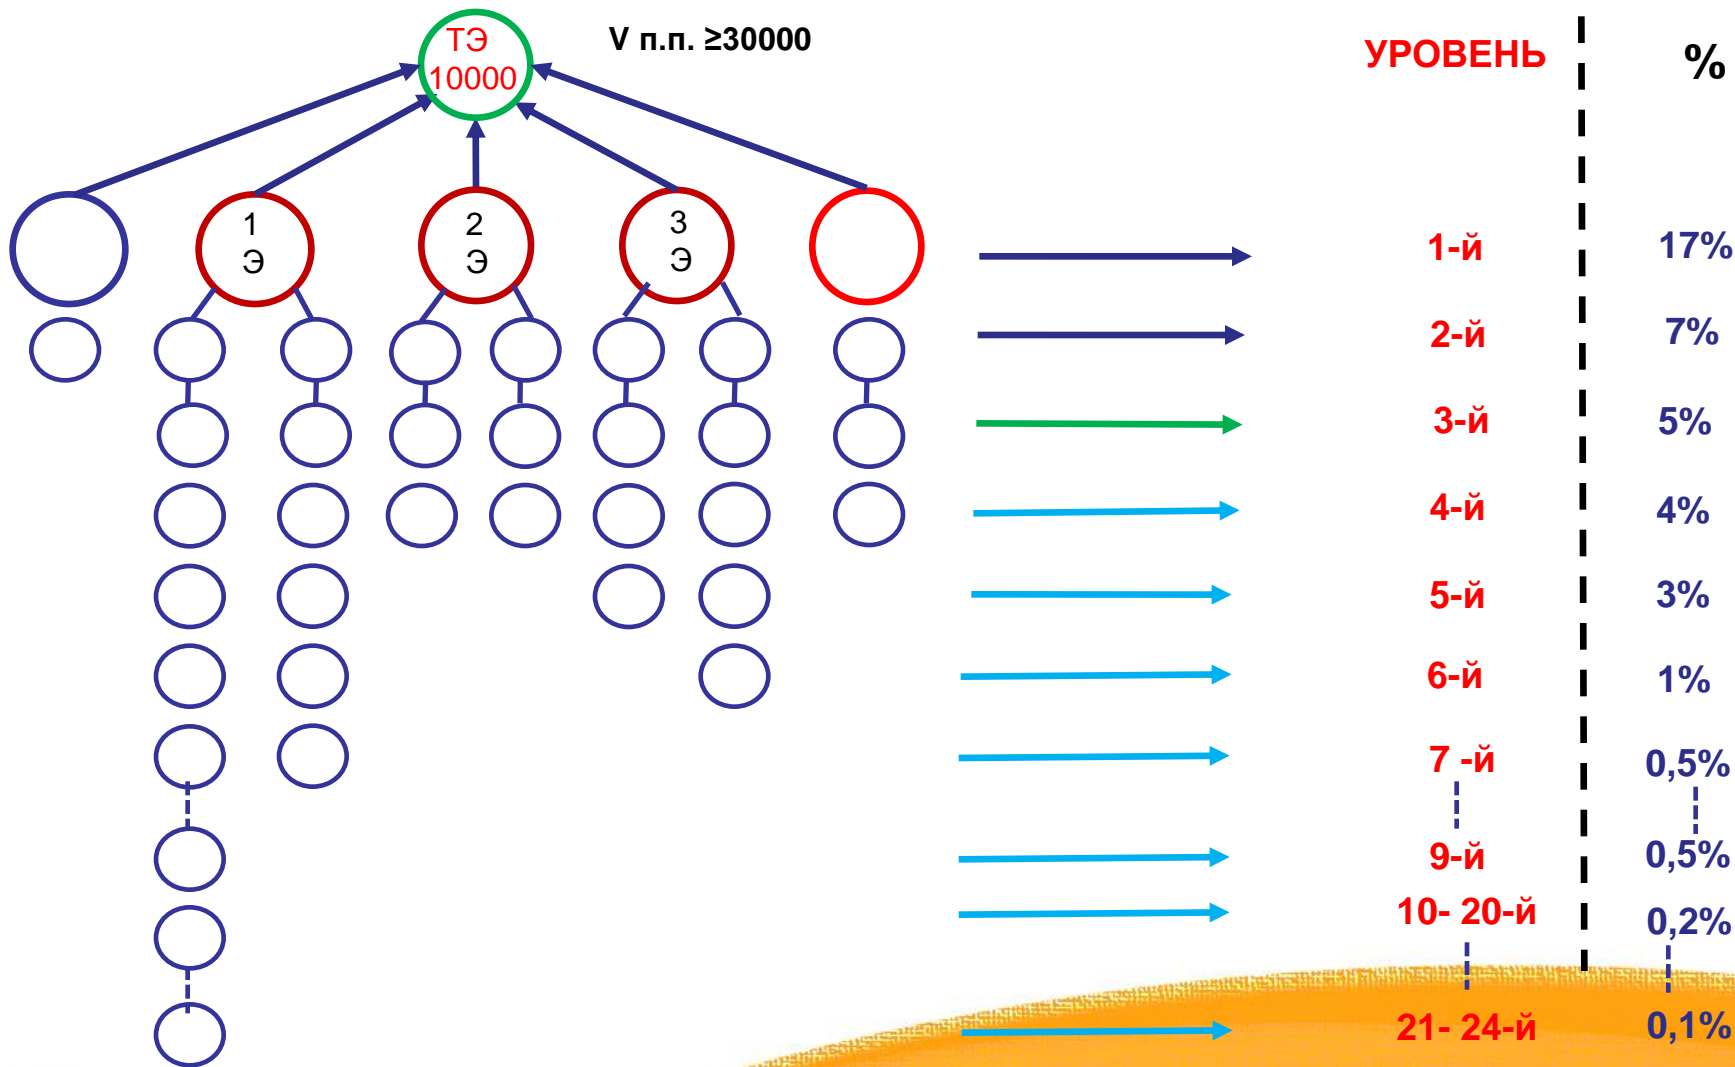 ТЭ
10000
V п.п. ≥30000
УРОВЕНЬ
%
1
Э
2
Э
3
Э
1-й
17%
2-й
7%
3-й
5%
4-й
4%
5-й
3%
6-й
1%
7 -й
0,5%
9-й
0,5%
10- 20-й
0,2%
21- 24-й
0,1%